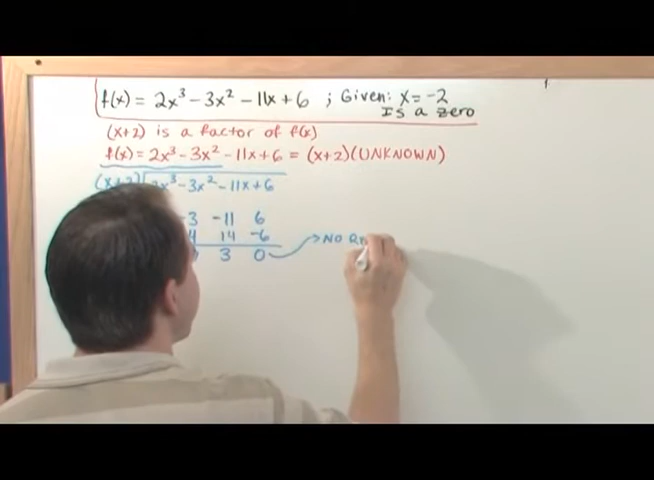 f(x) = 2x³ - 3x² - 11x + 6 ; Given: x = -2
Is a zero
(x+2) is a factor of f(x)
f(x) = 2x³ - 3x² - 11x + 6 = (x+2)(UNKNOWN)
(x+2) 2x³ - 3x² - 11x + 6
3 -11 6
4 14 -6
3 0 → NO